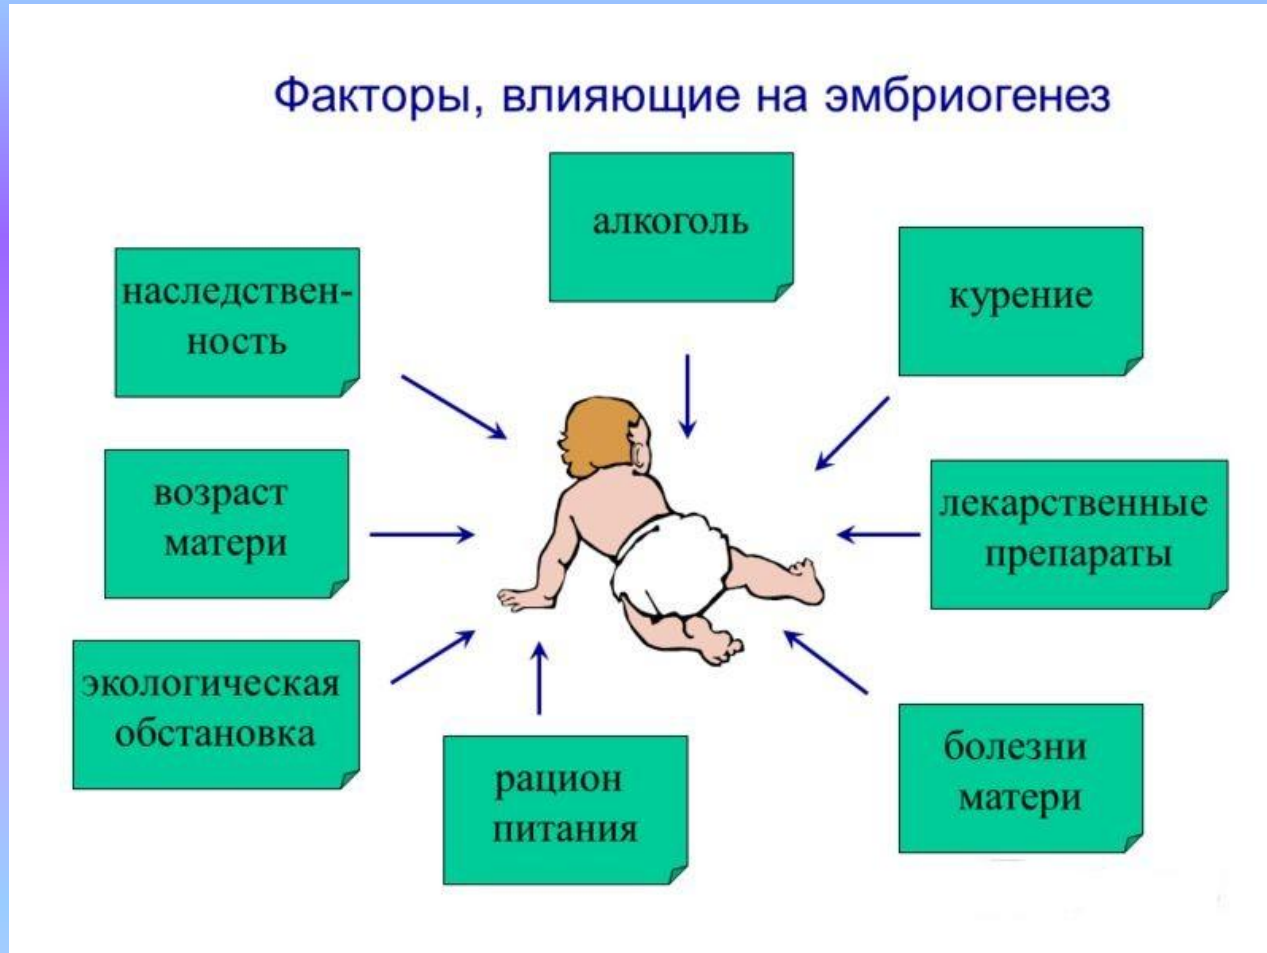 Факторы, влияющие на эмбриогенез
алкоголь
наследствен-
ность
курение
возраст
матери
лекарственные
препараты
экологическая
обстановка
рацион
питания
болезни
матери